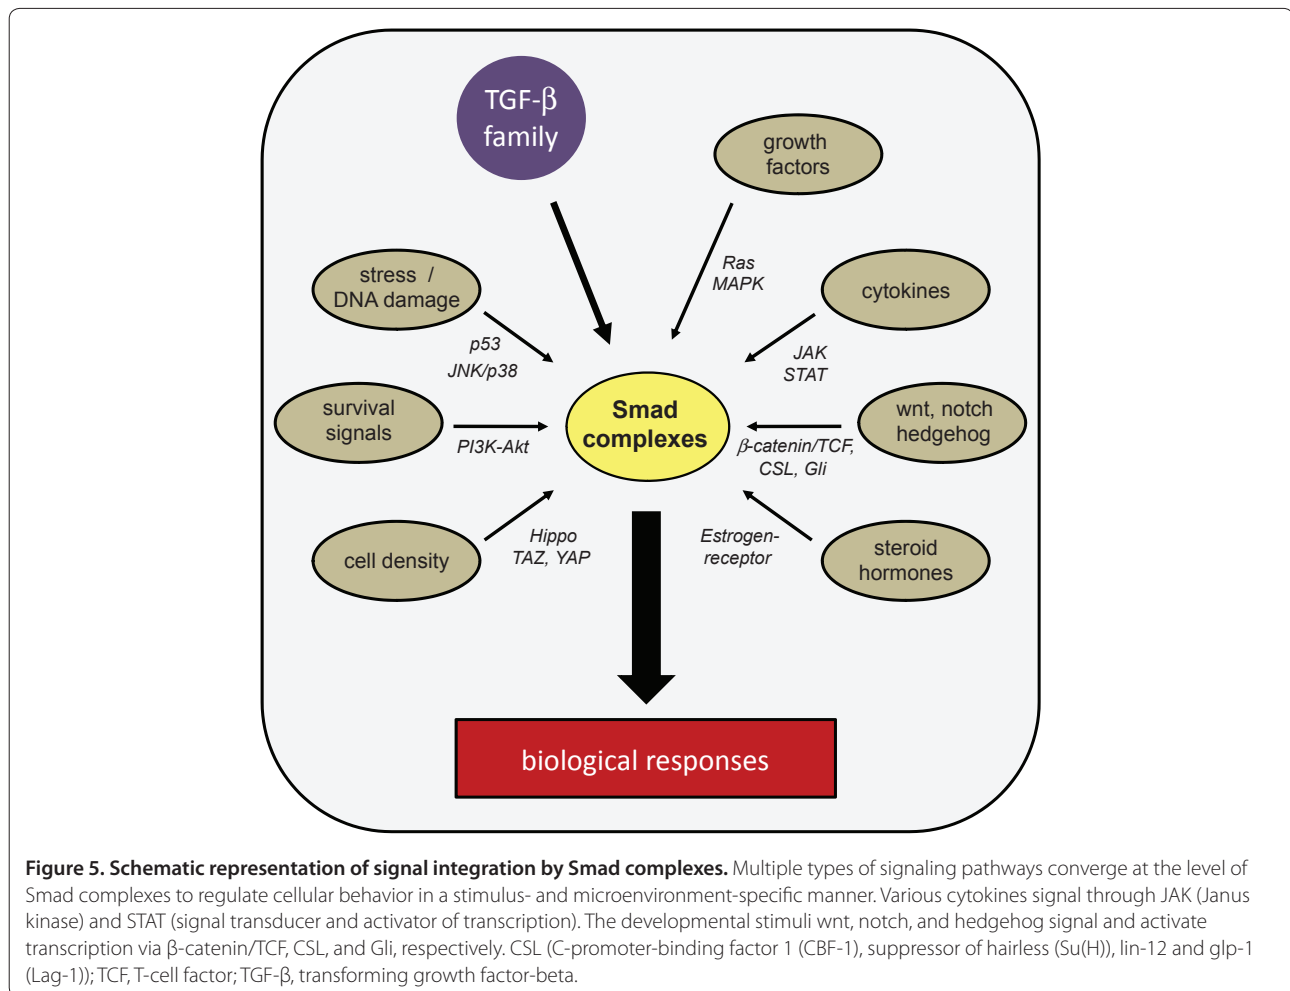 TGF-β
family
growth
factors
stress /
DNA damage
Ras
MAPK
cytokines
p53
JNK/p38
JAK
STAT
survival
signals
PI3K-Akt
Smad
complexes
wnt, notch
hedgehog
β-catenin/TCF,
CSL, Gli
cell density
Hippo
TAZ, YAP
Estrogen-
receptor
steroid
hormones
biological responses
Figure 5. Schematic representation of signal integration by Smad complexes. Multiple types of signaling pathways converge at the level of
Smad complexes to regulate cellular behavior in a stimulus- and microenvironment-specific manner. Various cytokines signal through JAK (Janus
kinase) and STAT (signal transducer and activator of transcription). The developmental stimuli wnt, notch, and hedgehog signal and activate
transcription via β-catenin/TCF, CSL, and Gli, respectively. CSL (C-promoter-binding factor 1 (CBF-1), suppressor of hairless (Su(H)), lin-12 and glp-1
(Lag-1)); TCF, T-cell factor; TGF-β, transforming growth factor-beta.